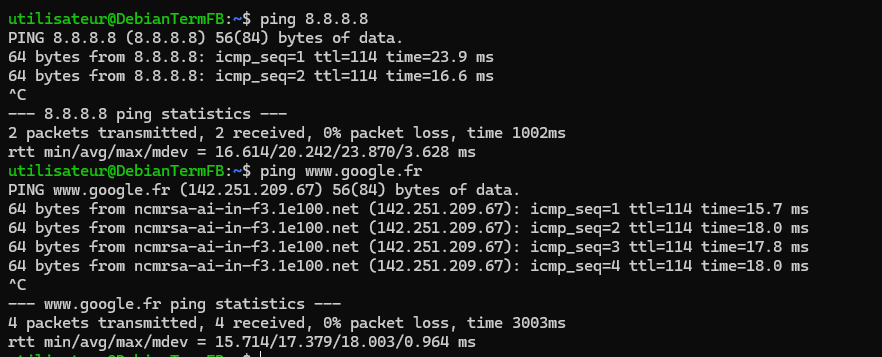 utilisateur@DebianTermFB:~$ ping 8.8.8.8
PING 8.8.8.8 (8.8.8.8) 56(84) bytes of data.
64 bytes from 8.8.8.8: icmp_seq=1 ttl=114 time=23.9 ms
64 bytes from 8.8.8.8: icmp_seq=2 ttl=114 time=16.6 ms
^C
--- 8.8.8.8 ping statistics ---
2 packets transmitted, 2 received, 0% packet loss, time 1002ms
rtt min/avg/max/mdev = 16.614/20.242/23.870/3.628 ms
utilisateur@DebianTermFB:~$ ping www.google.fr
PING www.google.fr (142.251.209.67) 56(84) bytes of data.
64 bytes from ncmrsa-ai-in-f3.1e100.net (142.251.209.67): icmp_seq=1 ttl=114 time=15.7 ms
64 bytes from ncmrsa-ai-in-f3.1e100.net (142.251.209.67): icmp_seq=2 ttl=114 time=18.0 ms
64 bytes from ncmrsa-ai-in-f3.1e100.net (142.251.209.67): icmp_seq=3 ttl=114 time=17.8 ms
64 bytes from ncmrsa-ai-in-f3.1e100.net (142.251.209.67): icmp_seq=4 ttl=114 time=18.0 ms
^C
--- www.google.fr ping statistics ---
4 packets transmitted, 4 received, 0% packet loss, time 3003ms
rtt min/avg/max/mdev = 15.714/17.379/18.003/0.964 ms
utilisateur@DebianTermFB:~$